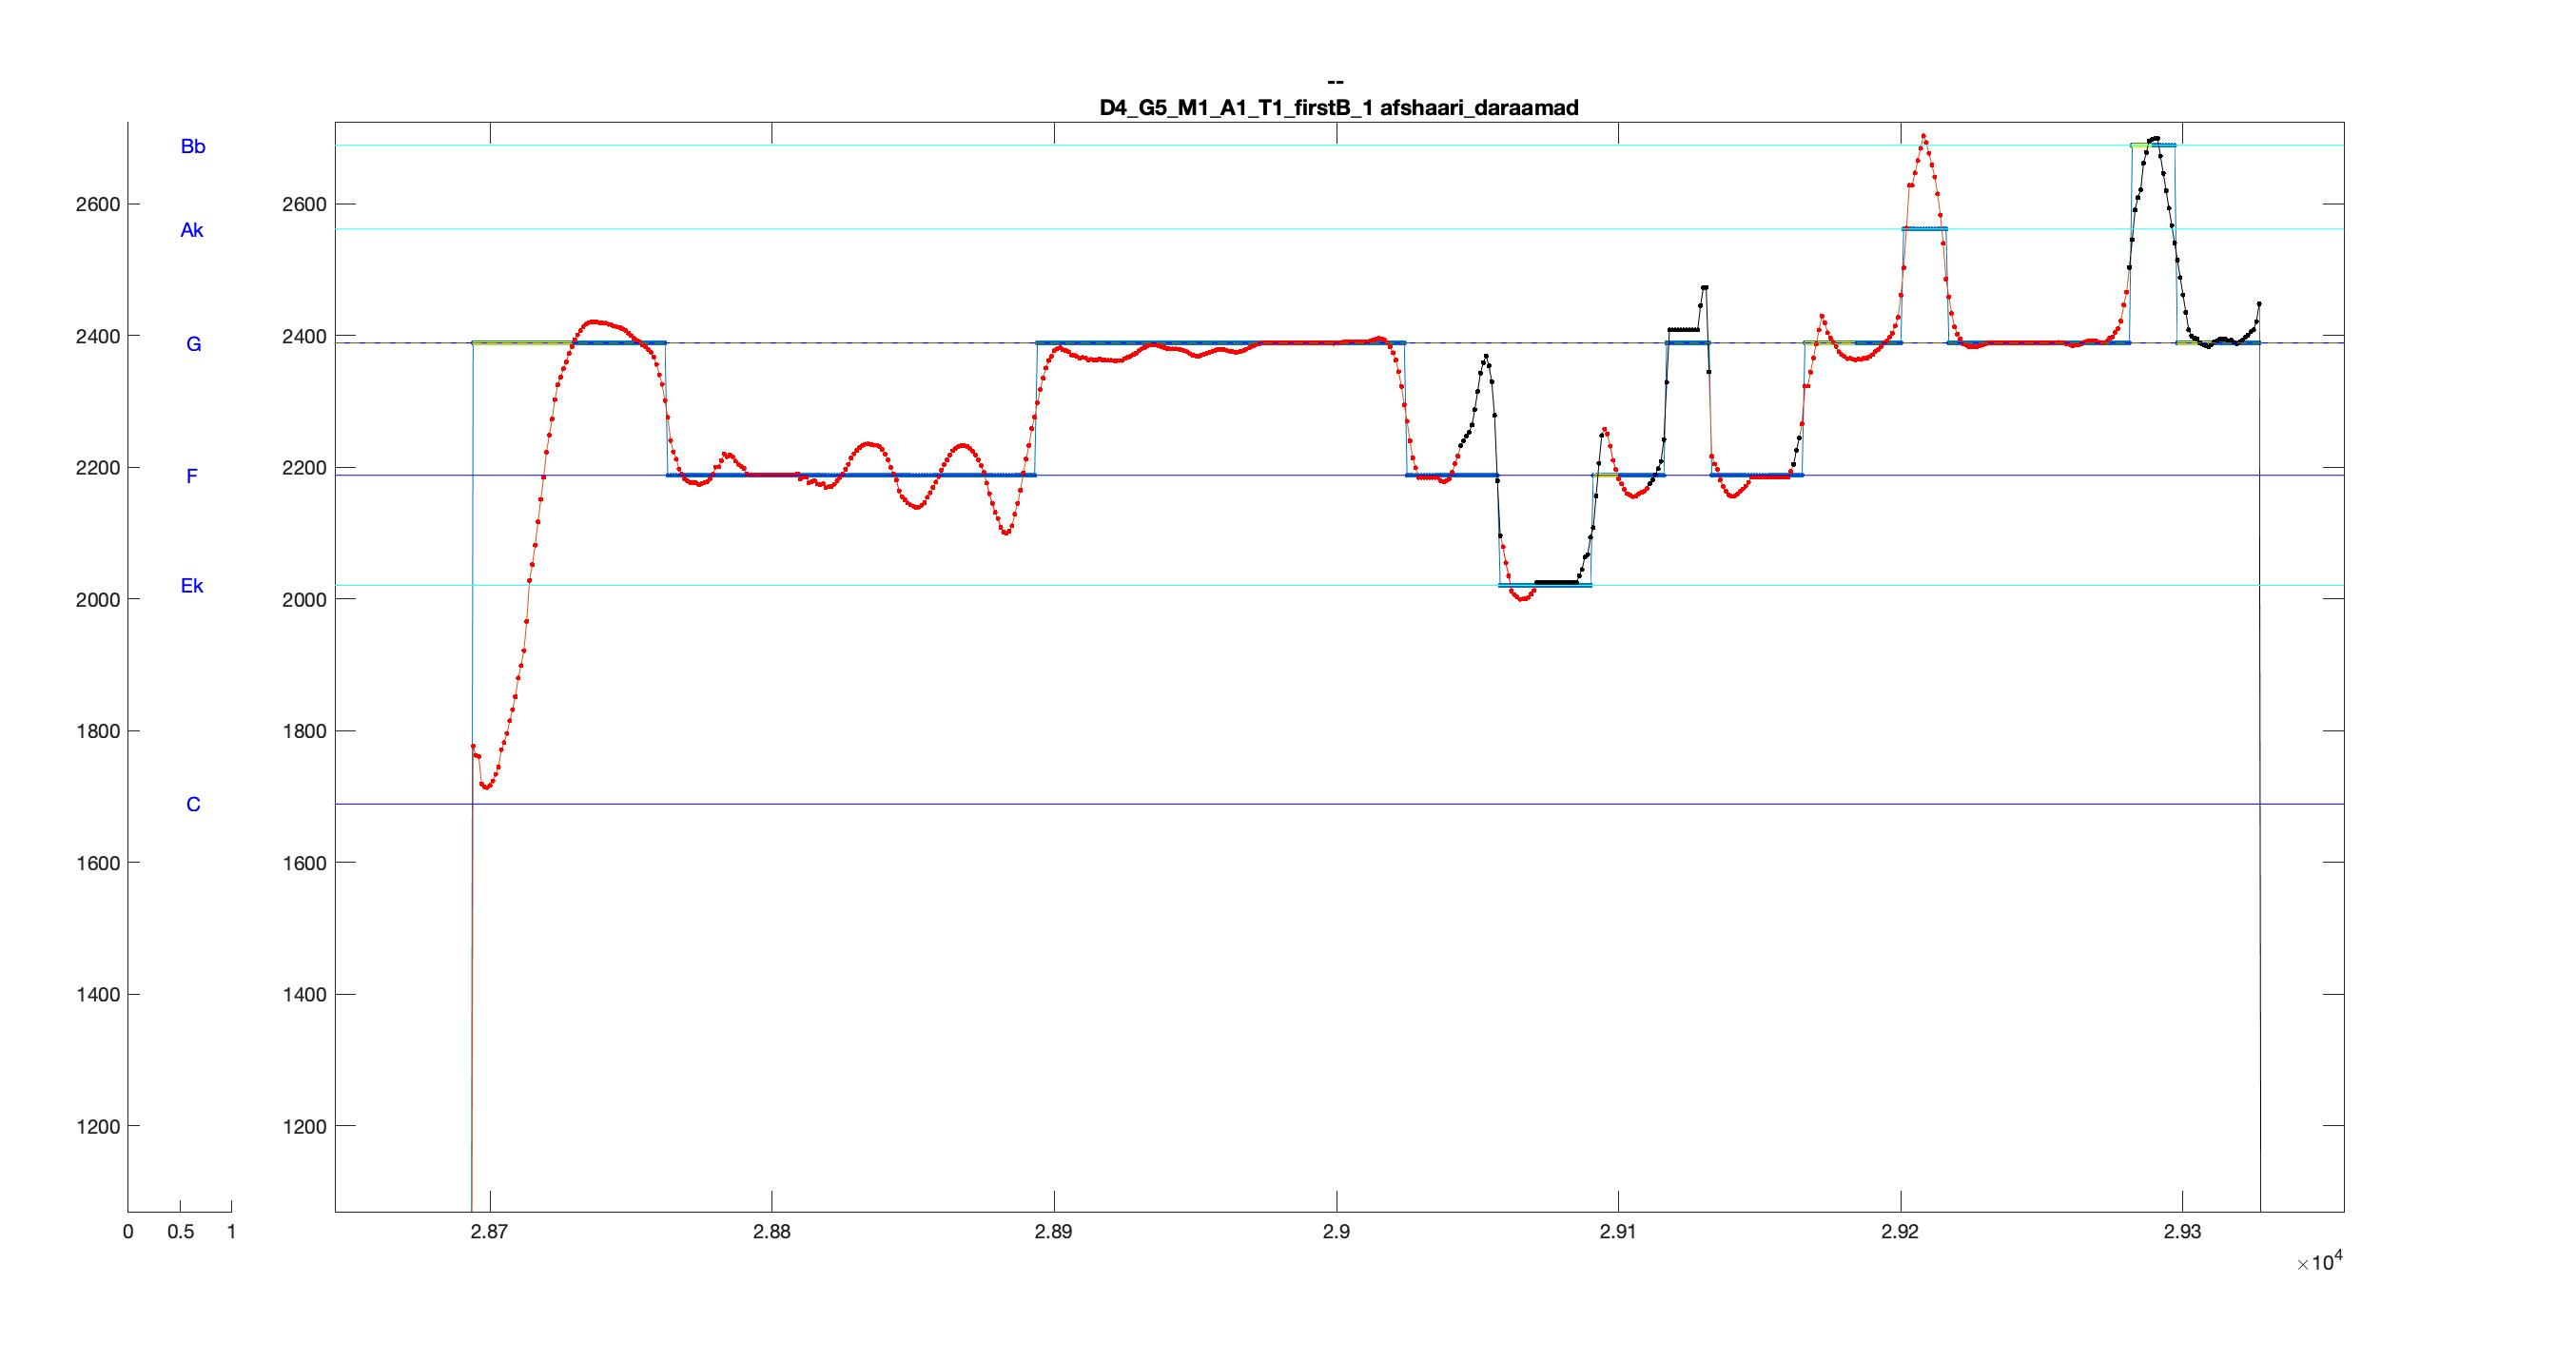 --
D4_G5_M1_A1_T1_firstB_1 afshaari_daraamad
Bb
2600 2600
Ak
2400 2400
G
2200 F 2200
Ek
2000 2000
1800 1800
C
1600 1600
1400 1400
1200 1200
0 0.5 1 2.87 2.88 2.89 2.9 2.91 2.92 2.93
×10⁴